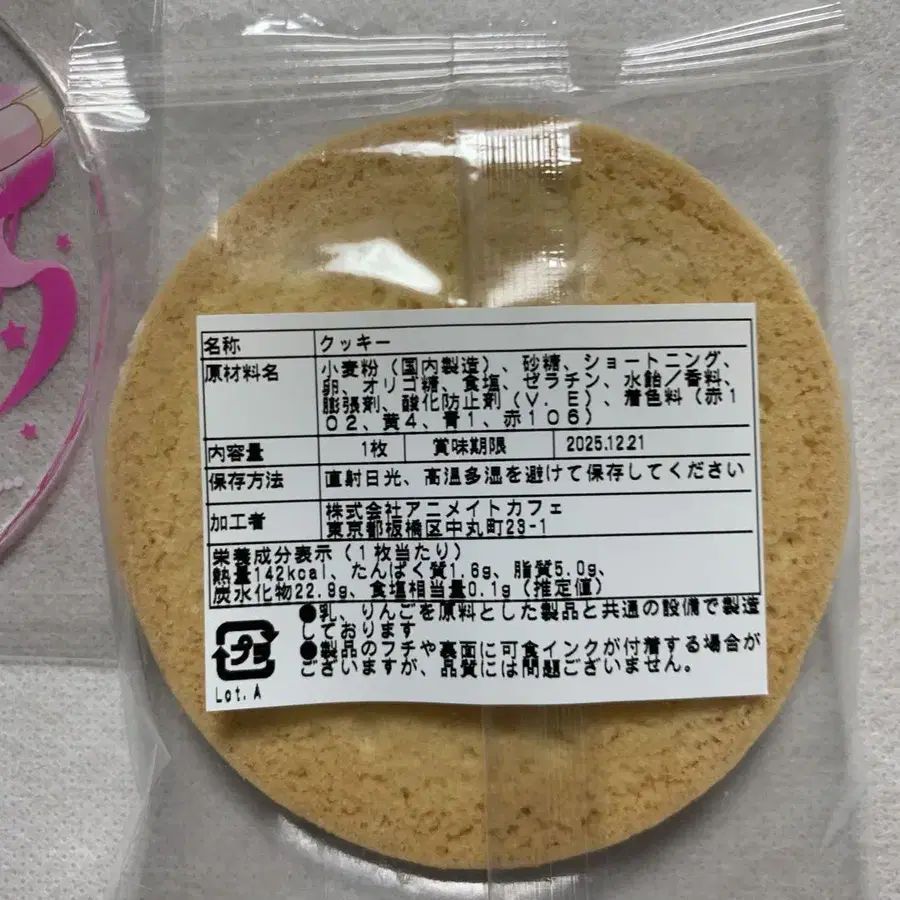 名称 クッキー
原材料名 小麦粉(国内製造)、砂糖、ショートニング、
卵、オリゴ糖、食塩、ゼラチン、水飴/香料、
膨張剤、酸化防止剤(V.E)、着色料(赤1
02、黄4、青1、赤106)
内容量 1枚 賞味期限 2025.12.21
保存方法 直射日光、高温多湿を避けて保存してください
加工者 株式会社アニメイトカフェ
東京都板橋区中丸町23-1
栄養成分表示(1枚当たり)
熱量142kcal、たんぱく質1.6g、脂質5.0g、
炭水化物22.8g、食塩相当量0.1g(推定値)
●乳、りんごを原料とした製品と共通の設備で製造
しております
●製品のフチや裏面に可食インクが付着する場合が
ございますが、品質には問題ございません。
プラ
Lot.A